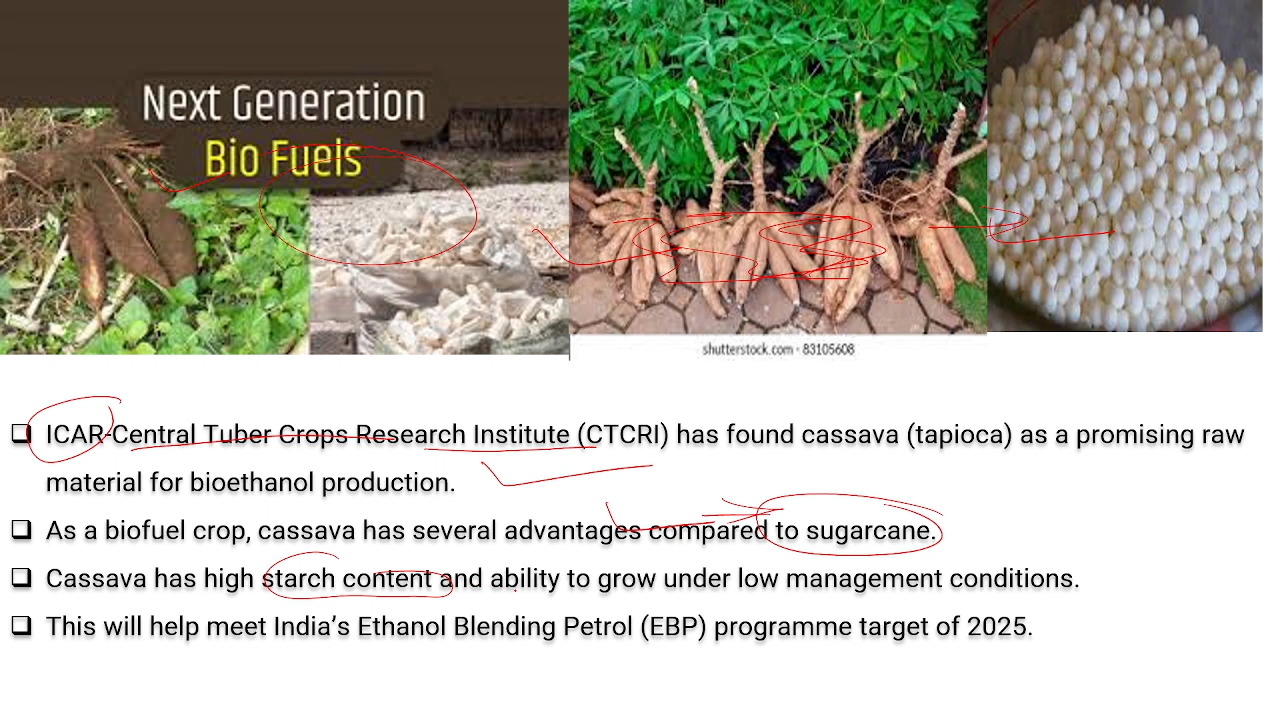 Next Generation
Bio Fuels
shutterstock.com · 83105608
❑ ICAR-Central Tuber Crops Research Institute (CTCRI) has found cassava (tapioca) as a promising raw
material for bioethanol production.
❑ As a biofuel crop, cassava has several advantages compared to sugarcane.
❑ Cassava has high starch content and ability to grow under low management conditions.
❑ This will help meet India’s Ethanol Blending Petrol (EBP) programme target of 2025.